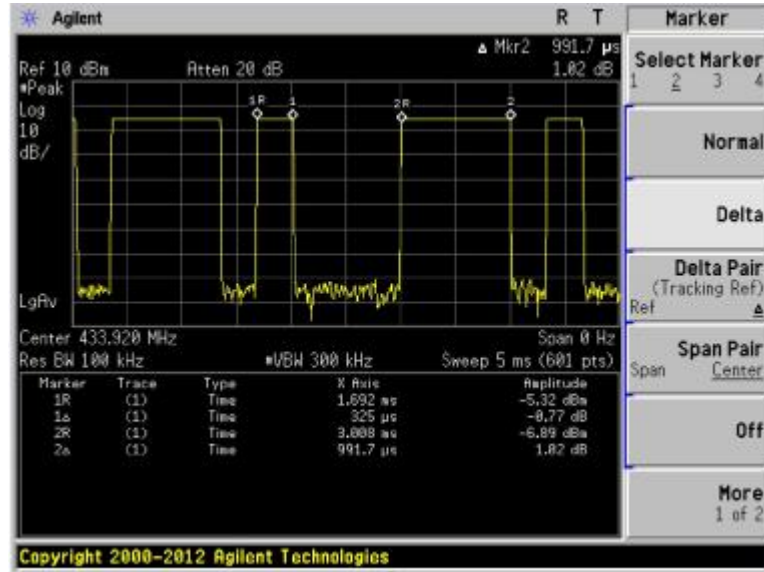 Agilent R T
▵ Mkr2 991.7 µs
Ref 10 dBm Atten 20 dB 1.02 dB
#Peak
Log
10
dB/
1R 1 2R 2
LgAv
Center 433.920 MHz Span 0 Hz
Res BW 100 kHz #VBW 300 kHz Sweep 5 ms (601 pts)
Marker Trace Type X Axis Amplitude
1R (1) Time 1.692 ms -5.32 dBm
1▵ (1) Time 325 µs -0.77 dB
2R (1) Time 3.008 ms -6.89 dBm
2▵ (1) Time 991.7 µs 1.02 dB
Copyright 2000-2012 Agilent Technologies
Marker
Select Marker
1 2 3 4
Normal
Delta
Delta Pair
(Tracking Ref)
Ref ▵
Span Pair
Span Center
Off
More
1 of 2